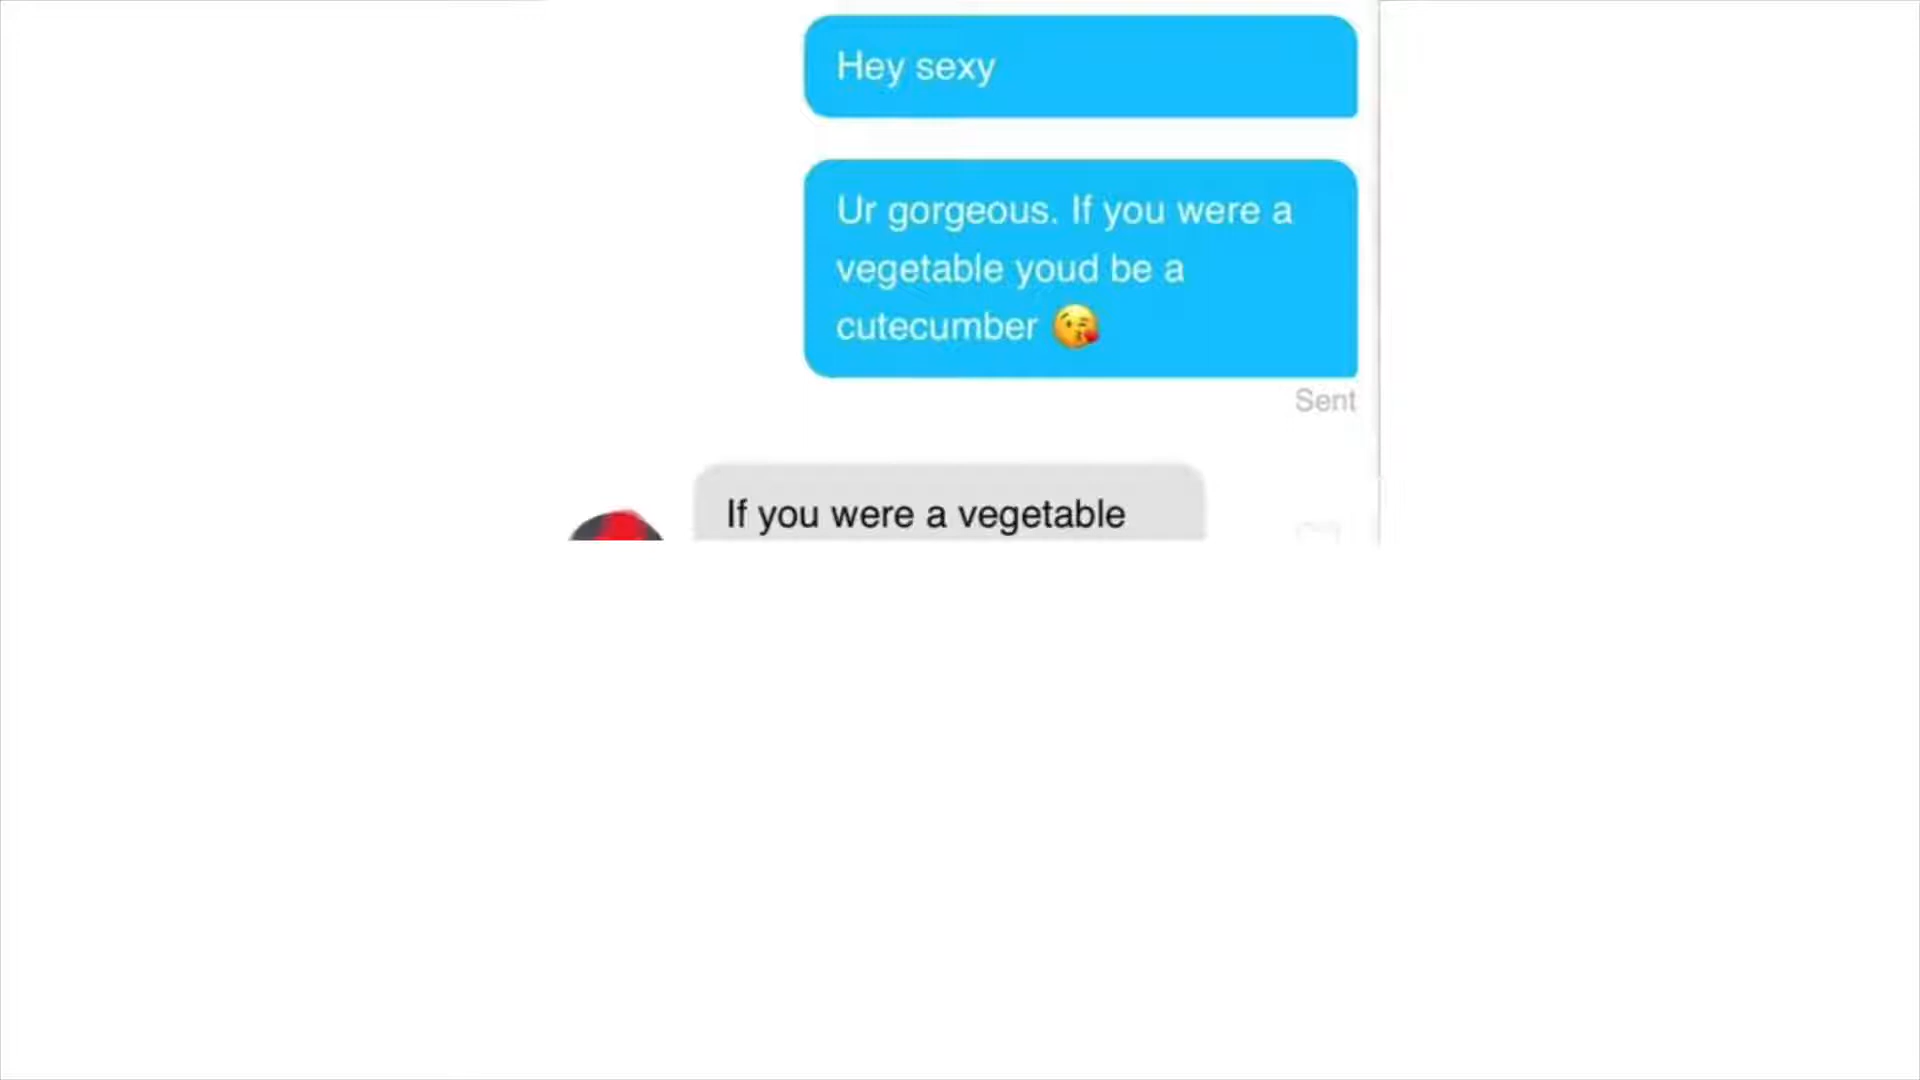 Hey sexy
Ur gorgeous. If you were a
vegetable youd be a
cutecumber 😘
Sent
If you were a vegetable